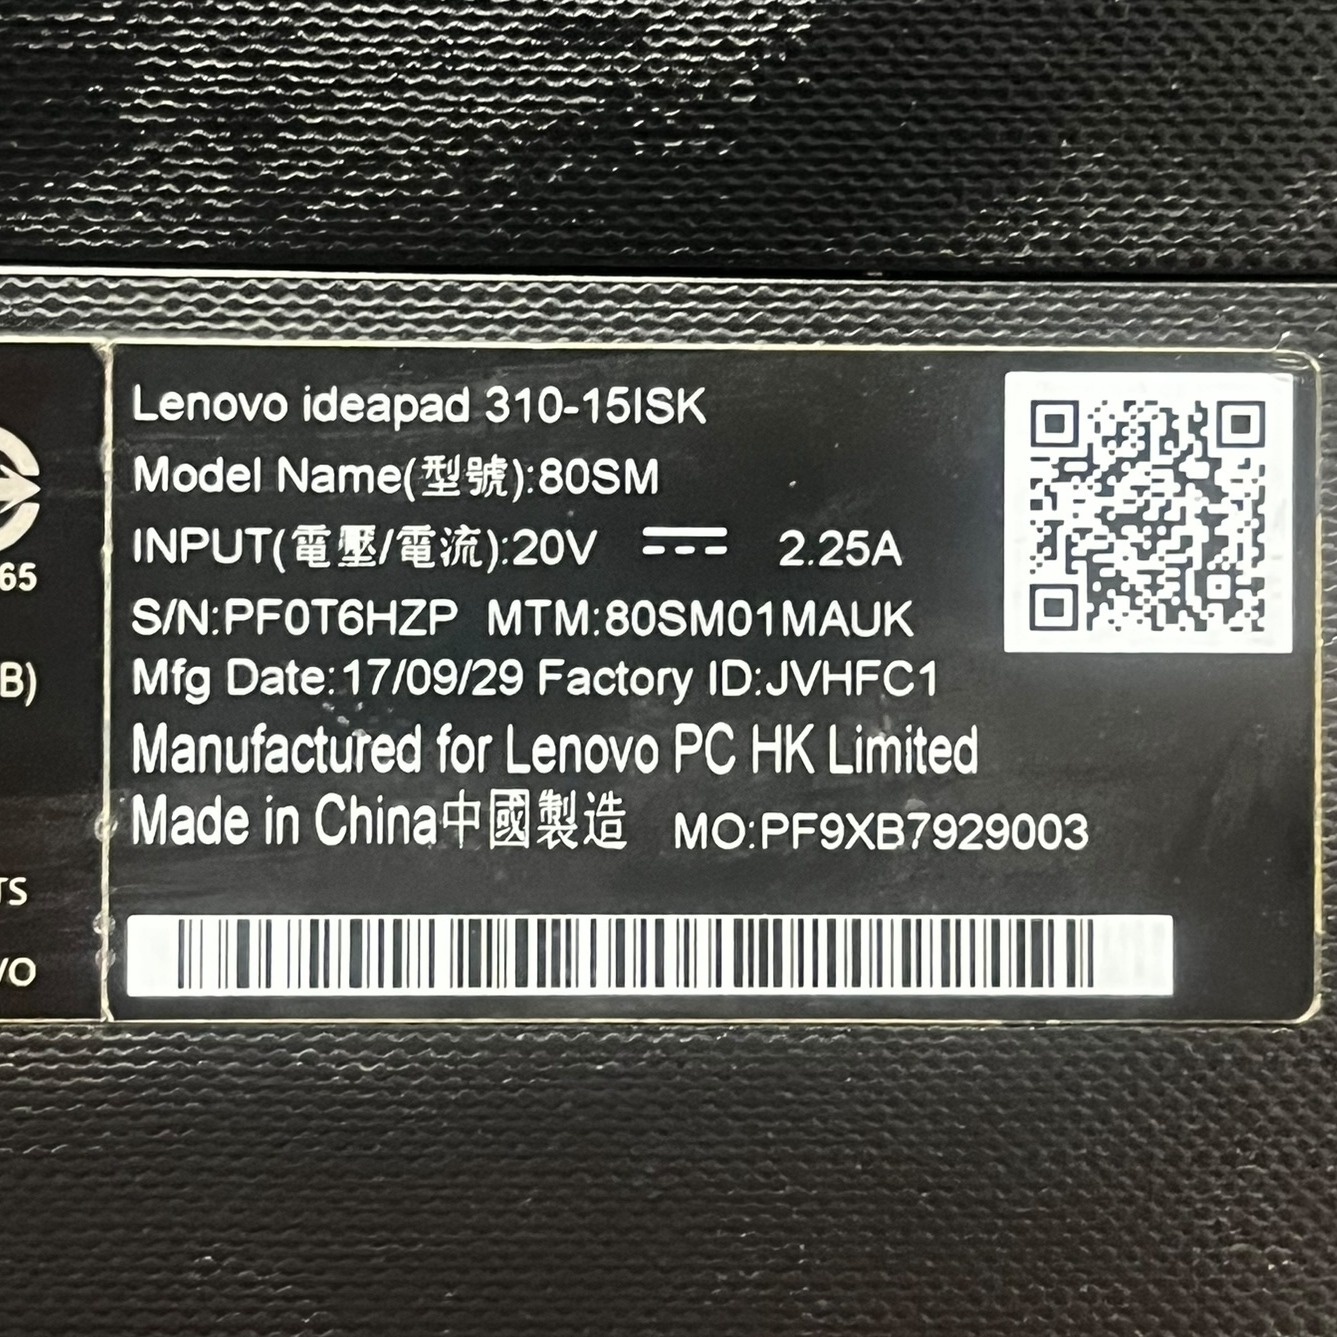 Lenovo ideapad 310-15ISK
Model Name(型號):80SM
INPUT(電壓/電流):20V ⎓ 2.25A
S/N:PF0T6HZP MTM:80SM01MAUK
Mfg Date:17/09/29 Factory ID:JVHFC1
Manufactured for Lenovo PC HK Limited
Made in China中國製造 MO:PF9XB7929003
65
B)
TS
VO